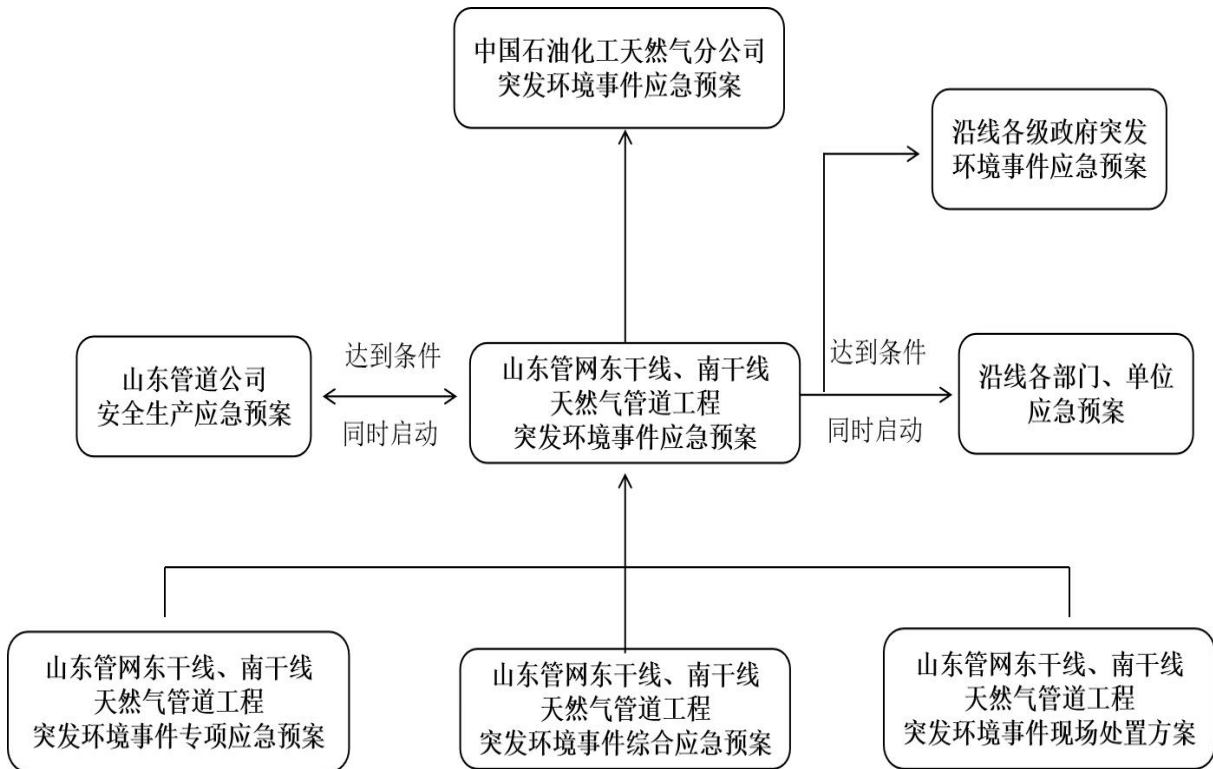 中国石油化工天然气分公司
突发环境事件应急预案
沿线各级政府突发
环境事件应急预案
山东管道公司
安全生产应急预案
达到条件
同时启动
山东管网东干线、南干线
天然气管道工程
突发环境事件应急预案
达到条件
同时启动
沿线各部门、单位
应急预案
山东管网东干线、南干线
天然气管道工程
突发环境事件专项应急预案
山东管网东干线、南干线
天然气管道工程
突发环境事件综合应急预案
山东管网东干线、南干线
天然气管道工程
突发环境事件现场处置方案